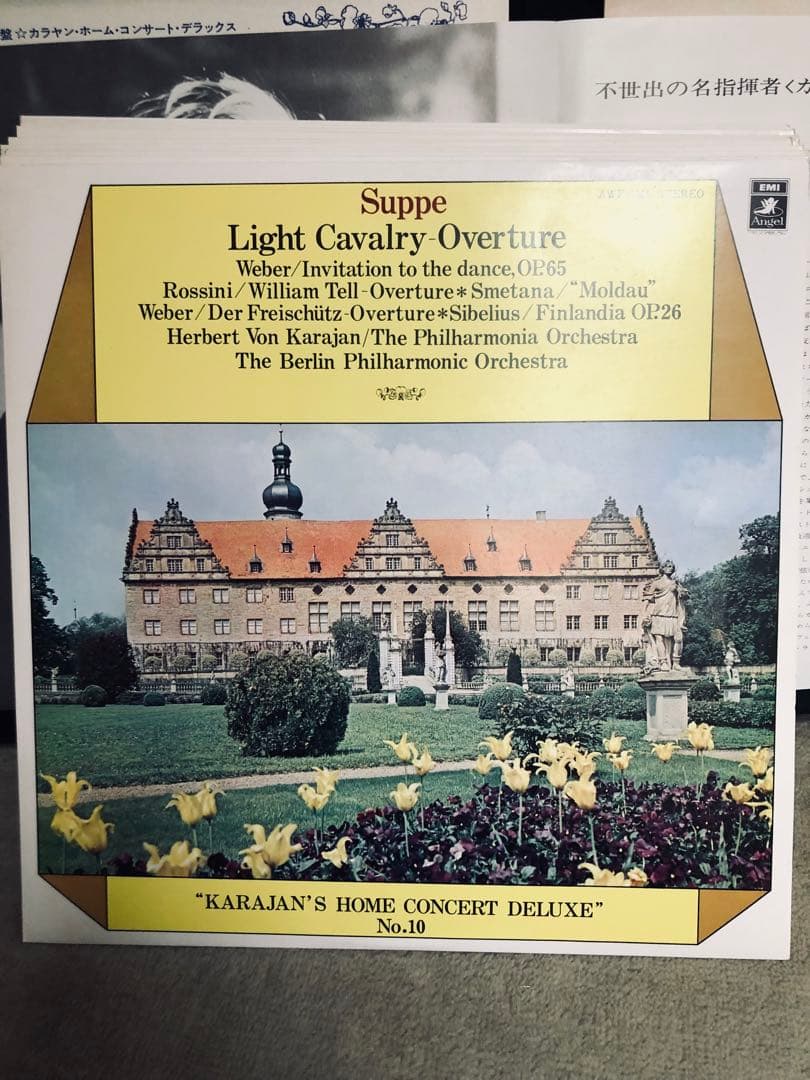 盤☆カラヤン・ホーム・コンサート・デラックス
不世出の名指揮者くカ
Suppe
STEREO
EMI
Angel
Light Cavalry-Overture
Weber/Invitation to the dance,OP.65
Rossini/William Tell-Overture*Smetana/“Moldau”
Weber/Der Freischütz-Overture*Sibelius/Finlandia OP.26
Herbert Von Karajan/The Philharmonia Orchestra
The Berlin Philharmonic Orchestra
“KARAJAN'S HOME CONCERT DELUXE”
No.10